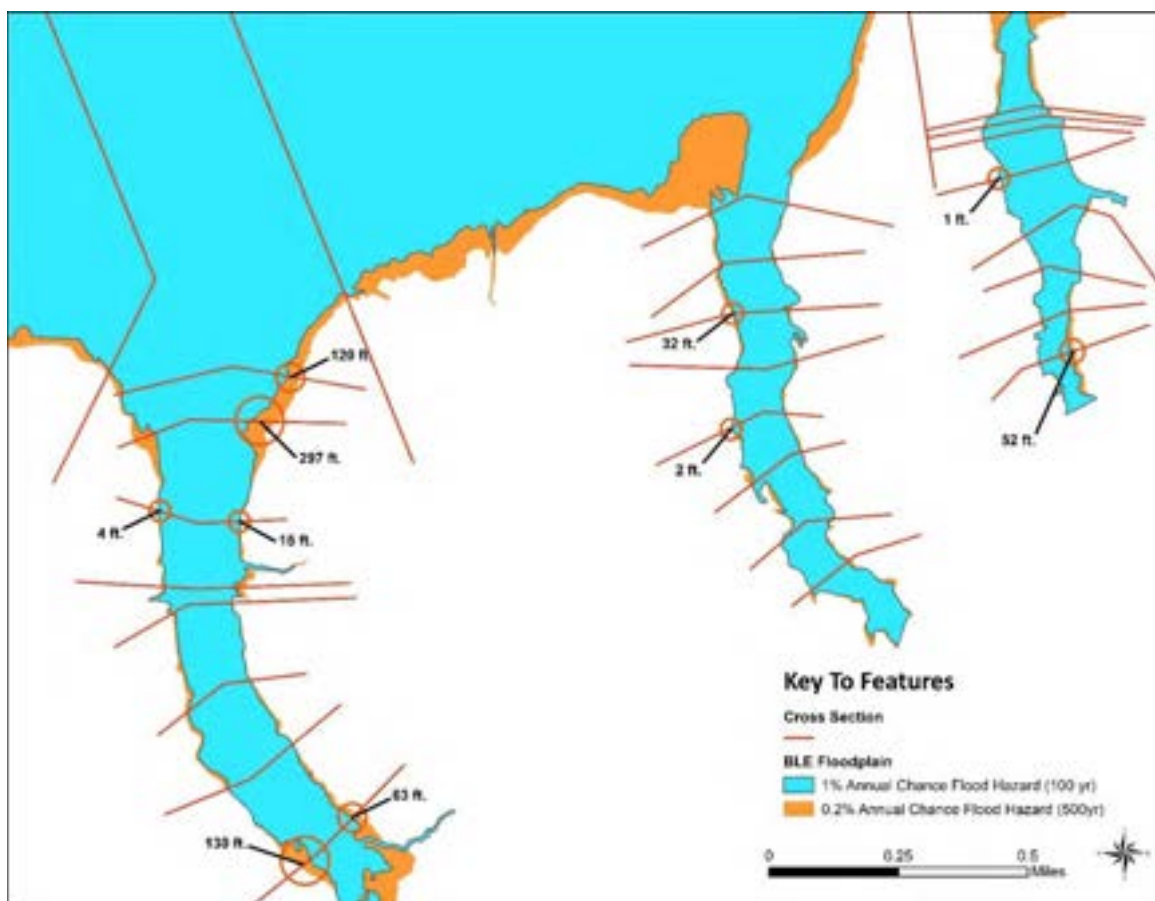 1 ft.
120 ft.
32 ft.
297 ft.
2 ft.
52 ft.
4 ft.
15 ft.
Key To Features
Cross Section
BLE Floodplain
1% Annual Chance Flood Hazard (100 yr)
0.2% Annual Chance Flood Hazard (500yr)
63 ft.
130 ft.
0 0.25 0.5
Miles